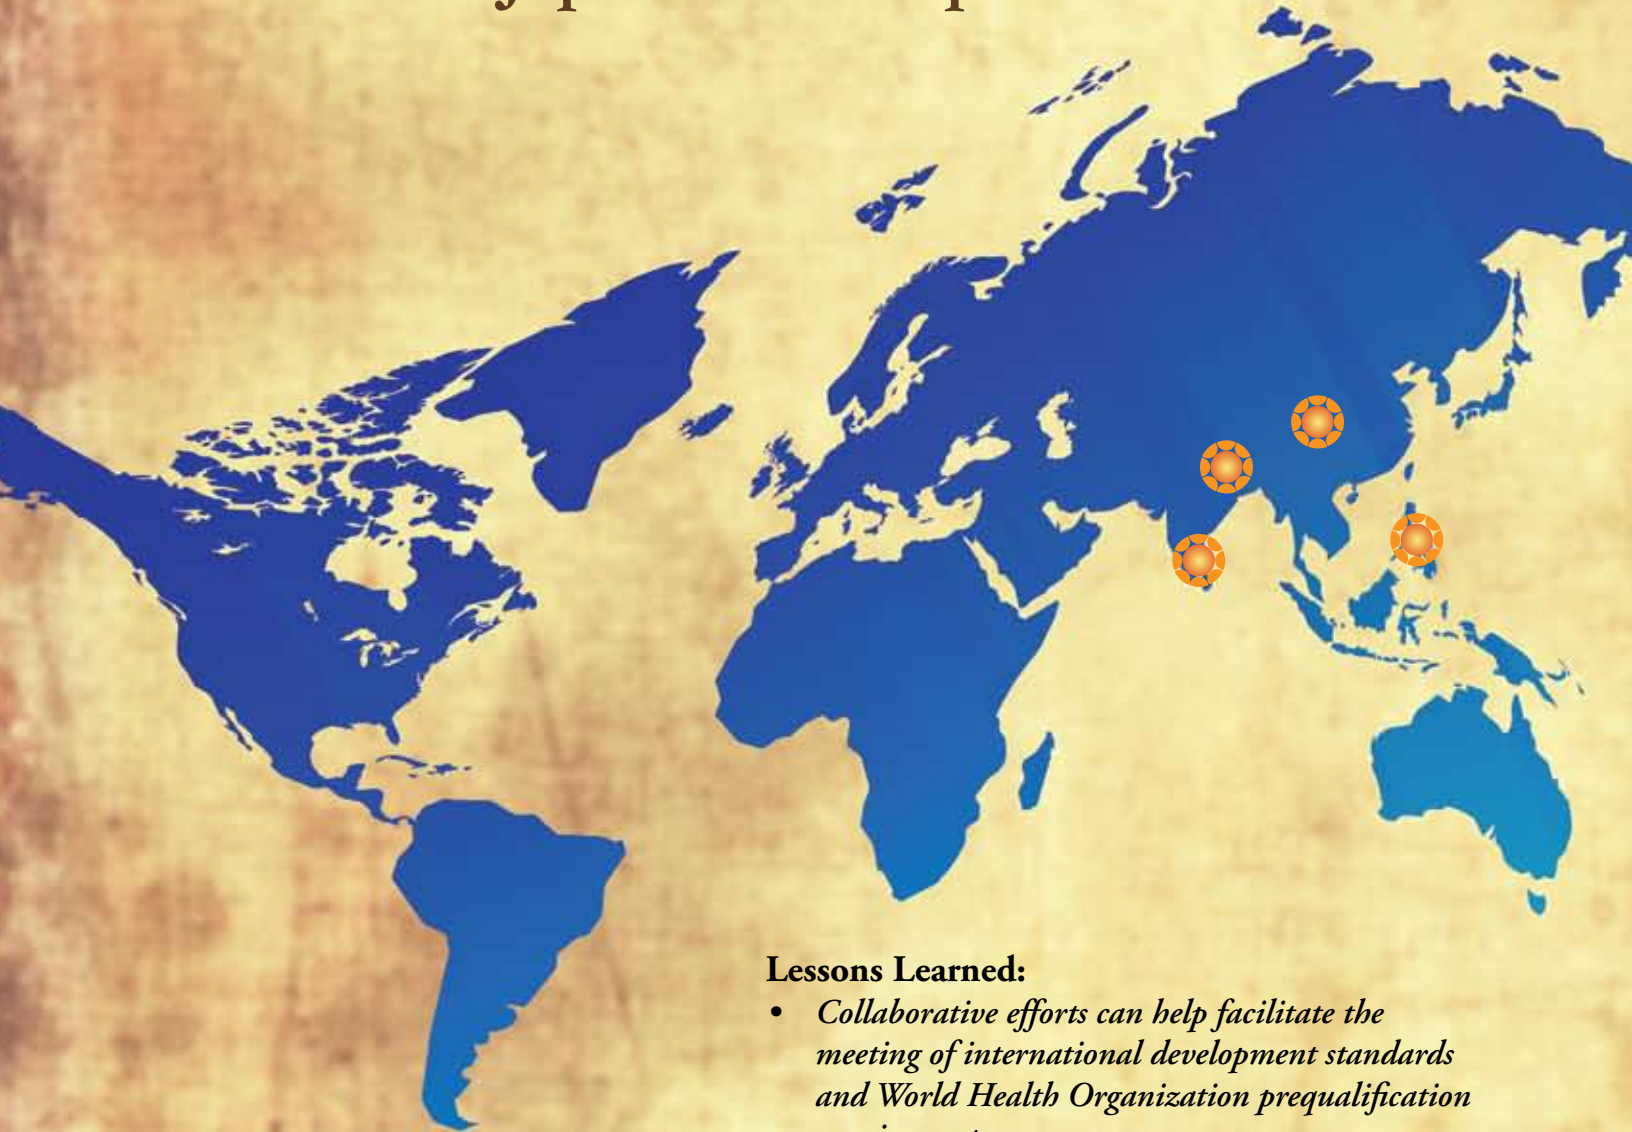 Lessons Learned:
• Collaborative efforts can help facilitate the
meeting of international development standards
and World Health Organization prequalification